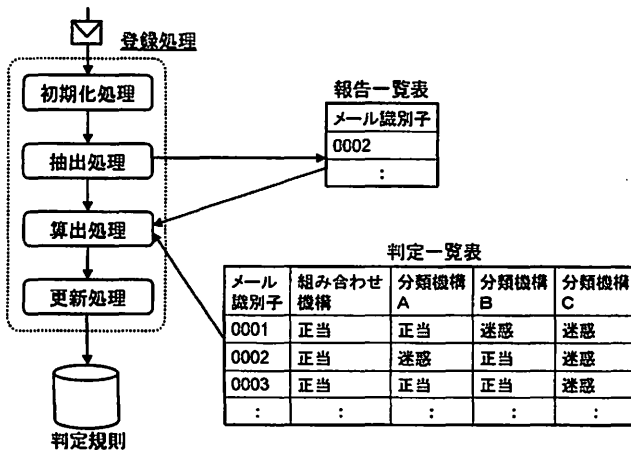 登録処理
初期化処理
抽出処理
算出処理
更新処理
判定規則
報告一覧表
メール識別子
0002
:
判定一覧表
メール識別子 組み合わせ機構 分類機構A 分類機構B 分類機構C
0001 正当 正当 迷惑 迷惑
0002 正当 迷惑 正当 迷惑
0003 正当 正当 正当 迷惑
: : : : :